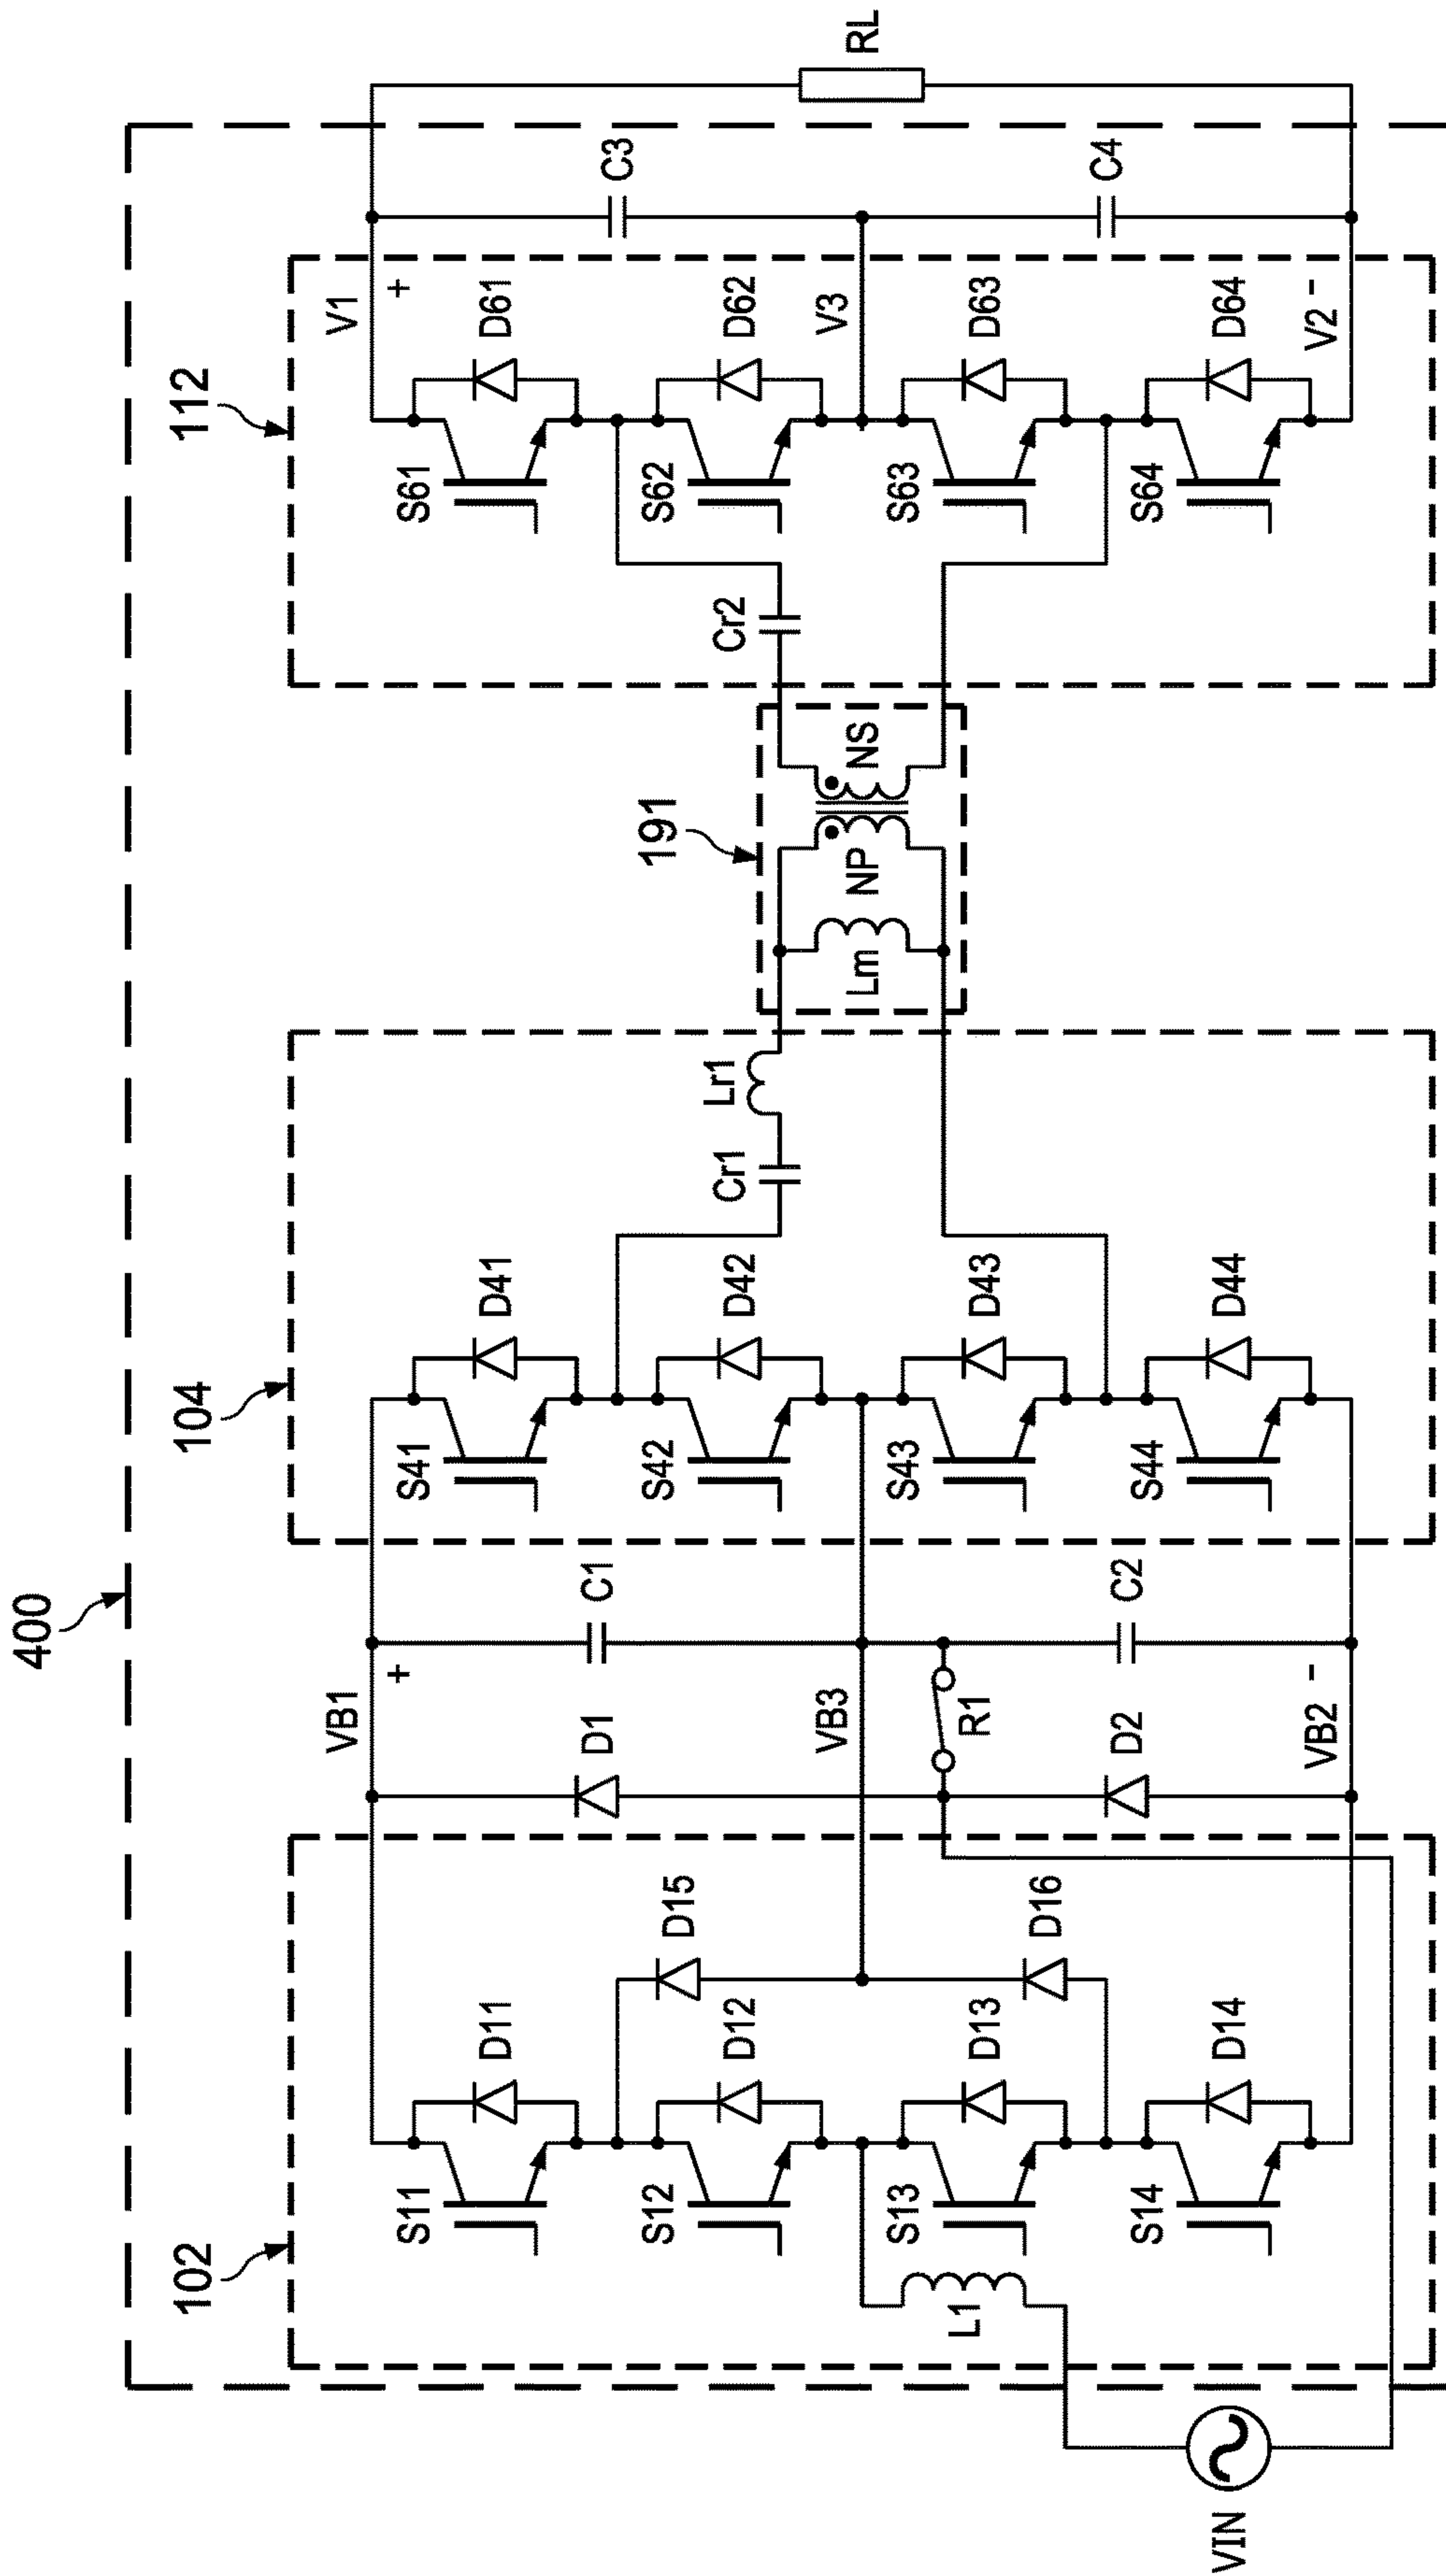 400
102
104
112
191
VB1
+
V1
+
S11
D11
D15
D1
C1
S41
D41
S61
D61
C3
S12
D12
S42
D42
Cr1
Lr1
Cr2
S62
D62
VB3
V3
Lm
NP
NS
RL
L1
S13
D13
D16
R1
S43
D43
S63
D63
D2
C2
C4
S14
D14
S44
D44
S64
D64
VIN
VB2
–
V2
–